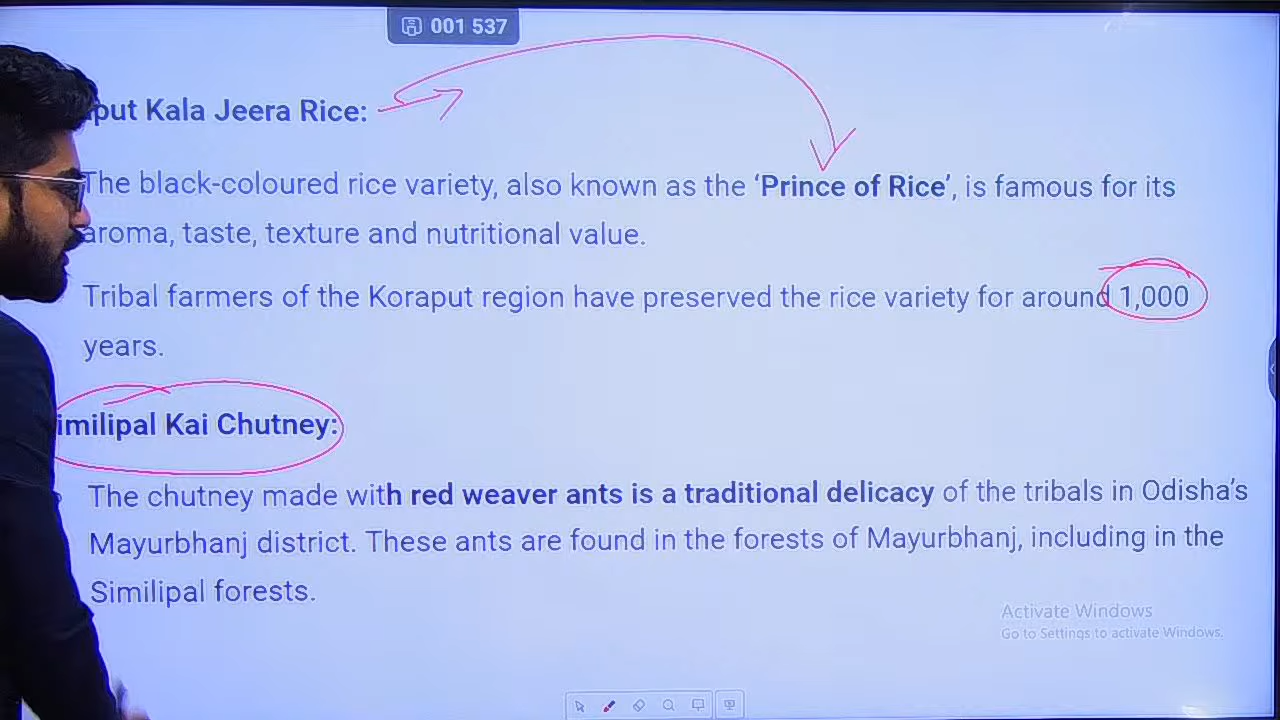 001 537
put Kala Jeera Rice:
The black-coloured rice variety, also known as the ‘Prince of Rice’, is famous for its
aroma, taste, texture and nutritional value.
Tribal farmers of the Koraput region have preserved the rice variety for around 1,000
years.
imilipal Kai Chutney:
The chutney made with red weaver ants is a traditional delicacy of the tribals in Odisha’s
Mayurbhanj district. These ants are found in the forests of Mayurbhanj, including in the
Similipal forests.
Activate Windows
Go to Settings to activate Windows.